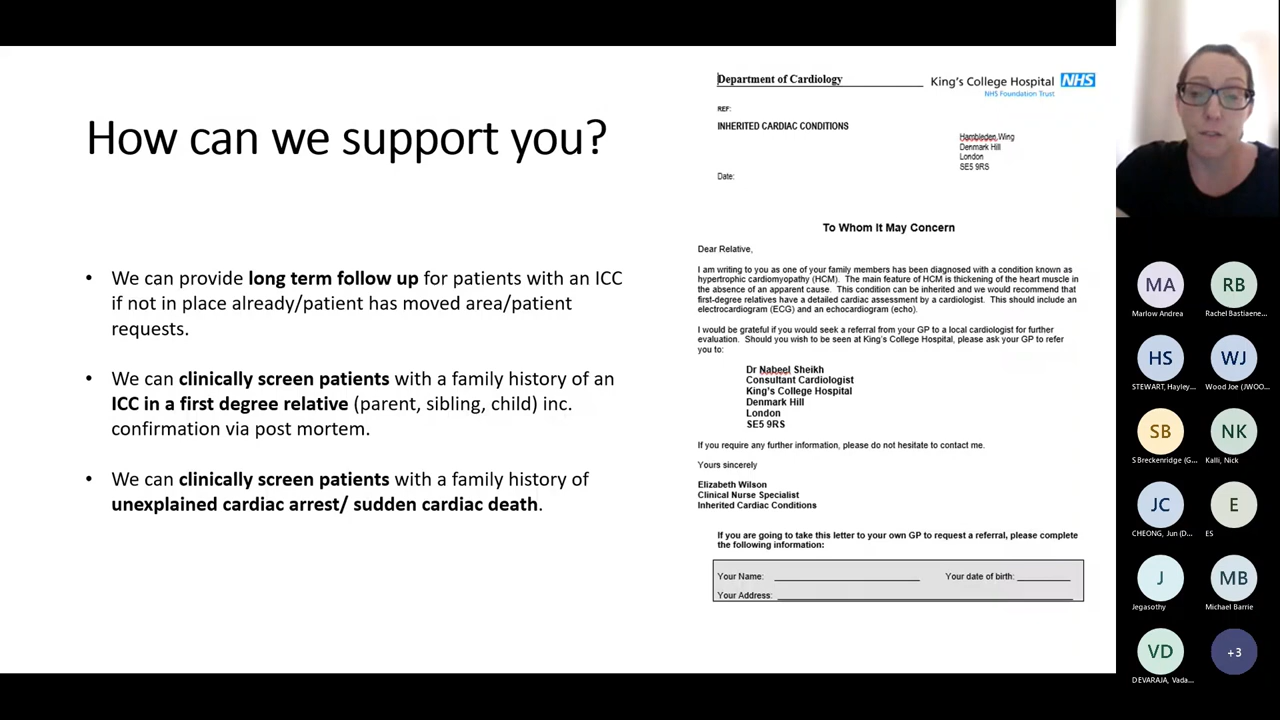 How can we support you?
• We can provide long term follow up for patients with an ICC
if not in place already/patient has moved area/patient
requests.
• We can clinically screen patients with a family history of an
ICC in a first degree relative (parent, sibling, child) inc.
confirmation via post mortem.
• We can clinically screen patients with a family history of
unexplained cardiac arrest/ sudden cardiac death.
Department of Cardiology
King's College Hospital NHS
NHS Foundation Trust
REF:
INHERITED CARDIAC CONDITIONS
Hambleden Wing
Denmark Hill
London
SE5 9RS
Date:
To Whom It May Concern
Dear Relative,
I am writing to you as one of your family members has been diagnosed with a condition known as
hypertrophic cardiomyopathy (HCM). The main feature of HCM is thickening of the heart muscle in
the absence of an apparent cause. This condition can be inherited and we would recommend that
first-degree relatives have a detailed cardiac assessment by a cardiologist. This should include an
electrocardiogram (ECG) and an echocardiogram (echo).
I would be grateful if you would seek a referral from your GP to a local cardiologist for further
evaluation. Should you wish to be seen at King's College Hospital, please ask your GP to refer
you to:
Dr Nabeel Sheikh
Consultant Cardiologist
King's College Hospital
Denmark Hill
London
SE5 9RS
If you require any further information, please do not hesitate to contact me.
Yours sincerely
Elizabeth Wilson
Clinical Nurse Specialist
Inherited Cardiac Conditions
If you are going to take this letter to your own GP to request a referral, please complete
the following information:
Your Name: Your date of birth:
Your Address:
MA RB
Marlow Andrea Rachel Bastiaene...
HS WJ
STEWART, Hayley... Wood Joe (JWOO...
SB NK
S Breckenridge (G... Kalli, Nick
JC E
CHEONG, Jun (D... ES
J MB
Jegasothy Michael Barrie
VD +3
DEVARAJA, Vada...